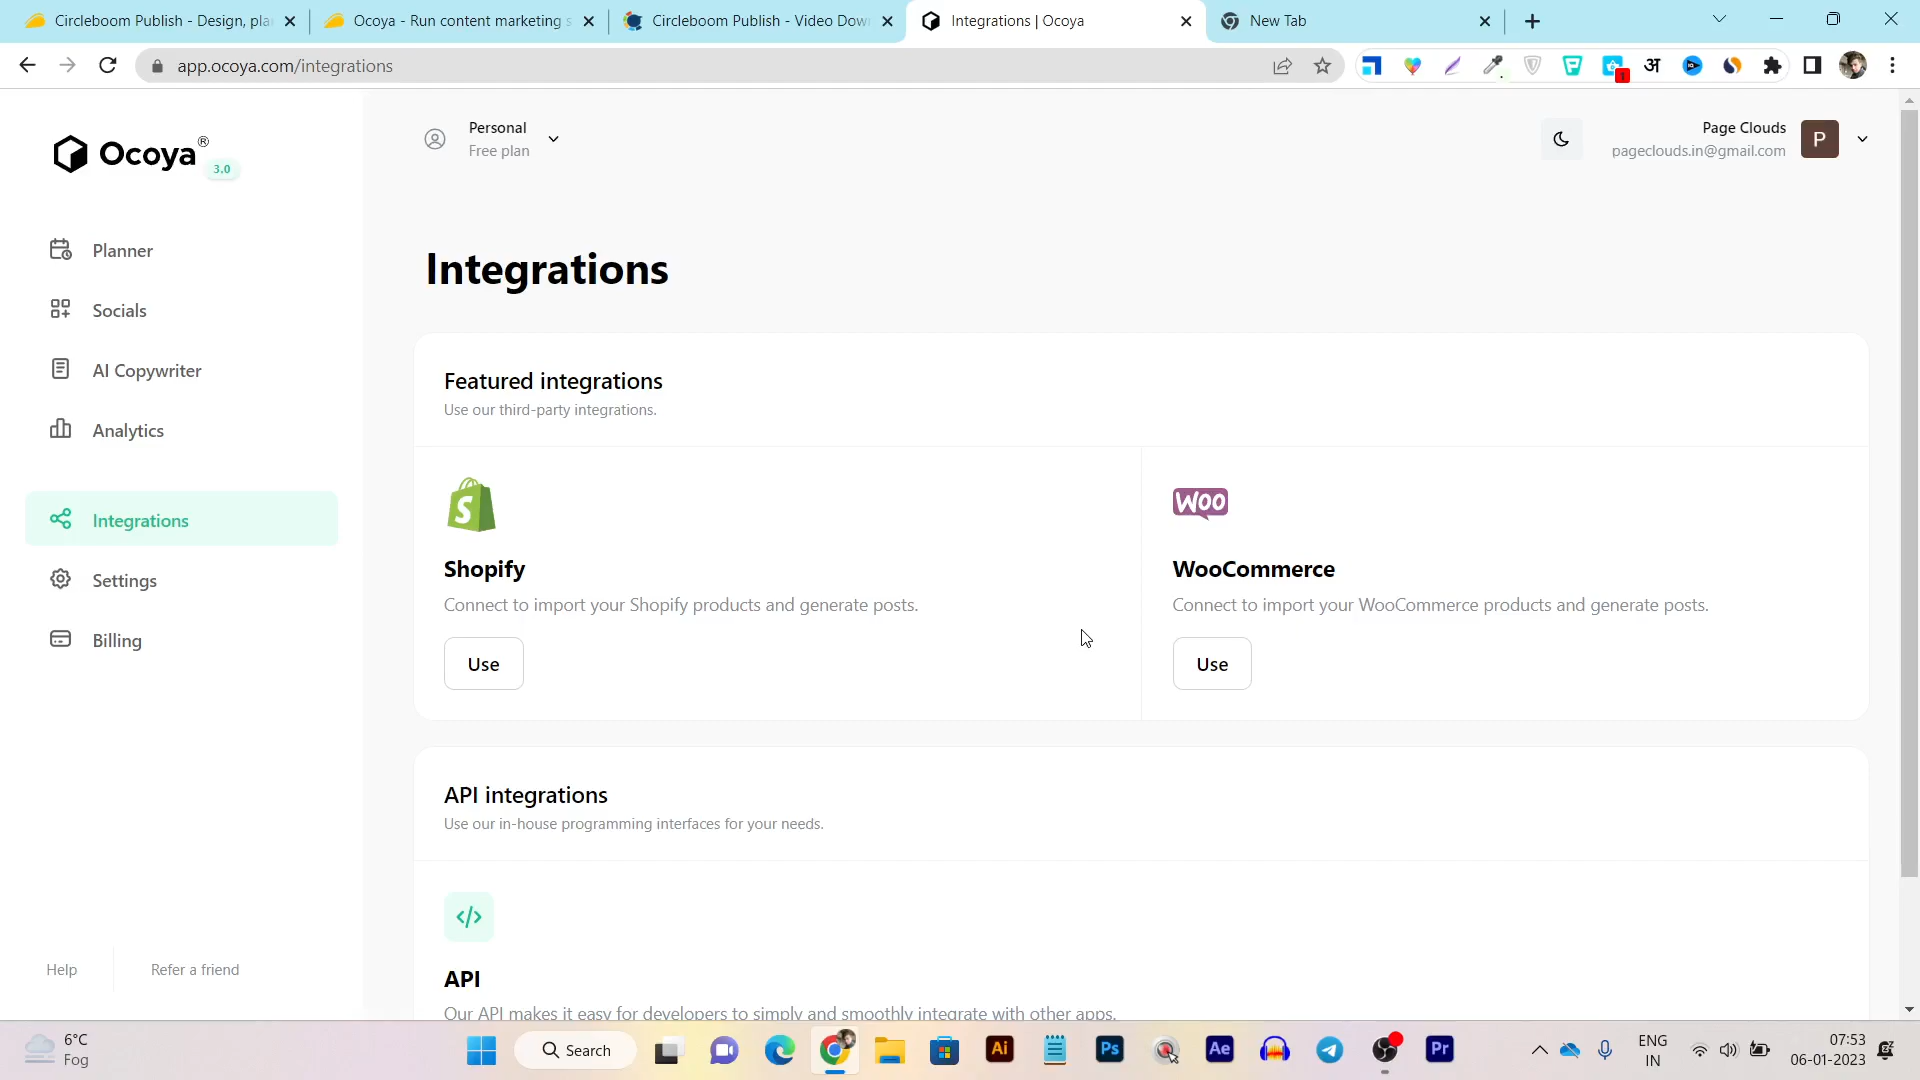 Circleboom Publish - Design, pla
Ocoya - Run content marketing s
Circleboom Publish - Video Dow
Integrations | Ocoya
New Tab
app.ocoya.com/integrations
1
Ocoya®
3.0
Personal
Free plan
Page Clouds
pageclouds.in@gmail.com
P
Planner
Socials
AI Copywriter
Analytics
Integrations
Settings
Billing
Help
Refer a friend
Integrations
Featured integrations
Use our third-party integrations.
Shopify
Connect to import your Shopify products and generate posts.
Use
WOO
WooCommerce
Connect to import your WooCommerce products and generate posts.
Use
API integrations
Use our in-house programming interfaces for your needs.
</>
API
Our API makes it easy for developers to simply and smoothly integrate with other apps.
6°C
Fog
Search
Ai
Ps
Ae
Pr
ENG
IN
07:53
06-01-2023